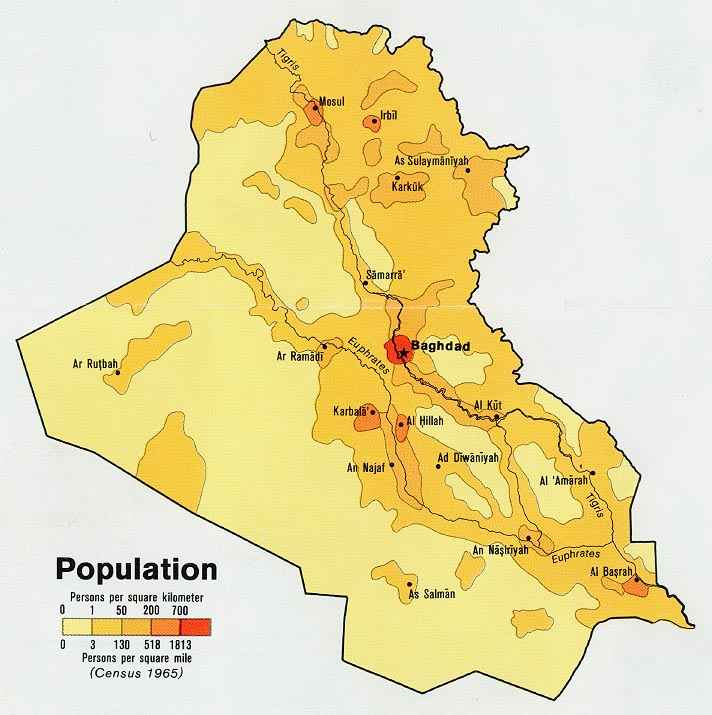 Tigris
Mosul
Irbīl
As Sulaymānīyah
Karkūk
Sāmarrā'
Baghdad
Euphrates
Ar Ramādī
Ar Ruṭbah
Karbalā'
Al Ḥillah
Al Kūt
An Najaf
Ad Dīwānīyah
Al 'Amārah
Tigris
An Nāṣirīyah
Euphrates
Al Baṣrah
As Salmān
Population
Persons per square kilometer
0 1 50 200 700
0 3 130 518 1813
Persons per square mile
(Census 1965)